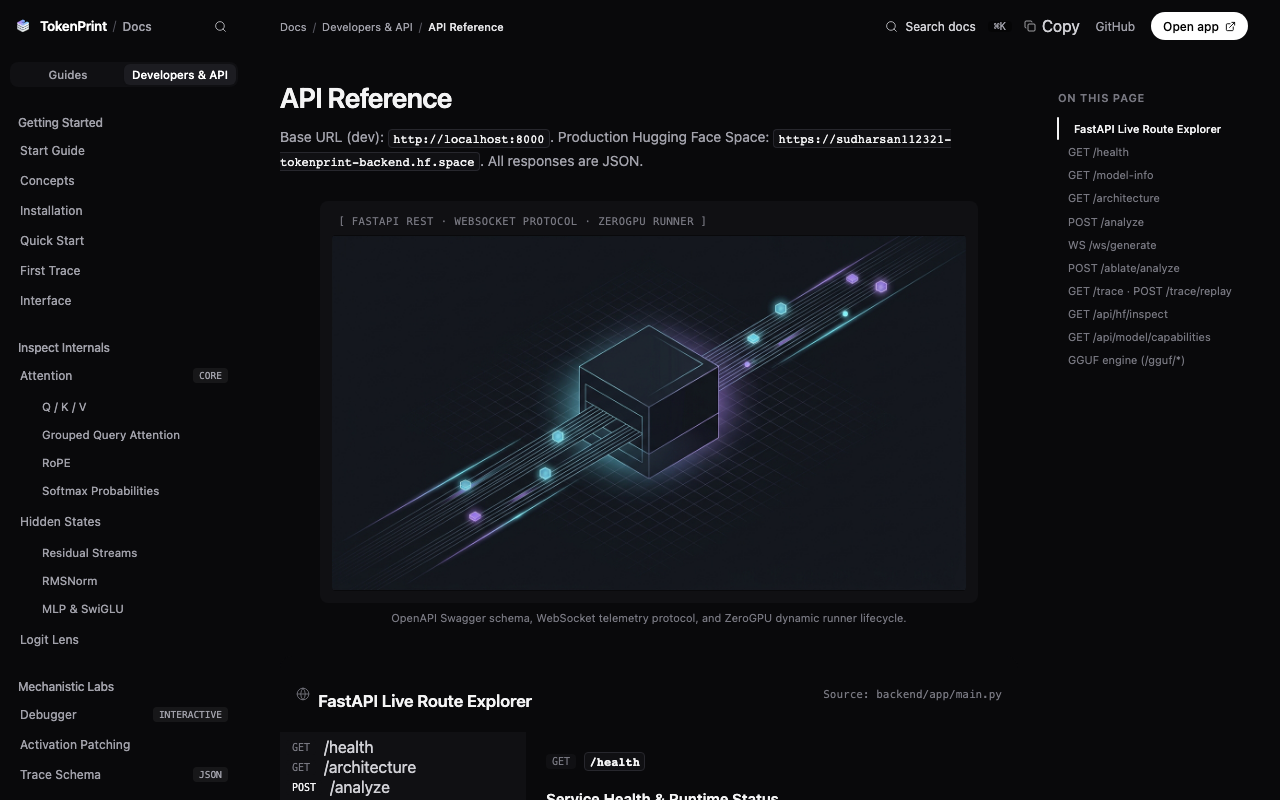 TokenPrint / Docs
Guides
Developers & API
Getting Started
Start Guide
Concepts
Installation
Quick Start
First Trace
Interface
Inspect Internals
Attention CORE
Q / K / V
Grouped Query Attention
RoPE
Softmax Probabilities
Hidden States
Residual Streams
RMSNorm
MLP & SwiGLU
Logit Lens
Mechanistic Labs
Debugger INTERACTIVE
Activation Patching
Trace Schema JSON
Docs / Developers & API / API Reference
Search docs ⌘K Copy GitHub Open app
API Reference
Base URL (dev): http://localhost:8000. Production Hugging Face Space: https://sudharsan112321-
tokenprint-backend.hf.space. All responses are JSON.
[ FASTAPI REST · WEBSOCKET PROTOCOL · ZEROGPU RUNNER ]
OpenAPI Swagger schema, WebSocket telemetry protocol, and ZeroGPU dynamic runner lifecycle.
FastAPI Live Route Explorer
Source: backend/app/main.py
GET /health
GET /architecture
POST /analyze
GET /health
Service Health & Runtime Status
ON THIS PAGE
FastAPI Live Route Explorer
GET /health
GET /model-info
GET /architecture
POST /analyze
WS /ws/generate
POST /ablate/analyze
GET /trace · POST /trace/replay
GET /api/hf/inspect
GET /api/model/capabilities
GGUF engine (/gguf/*)